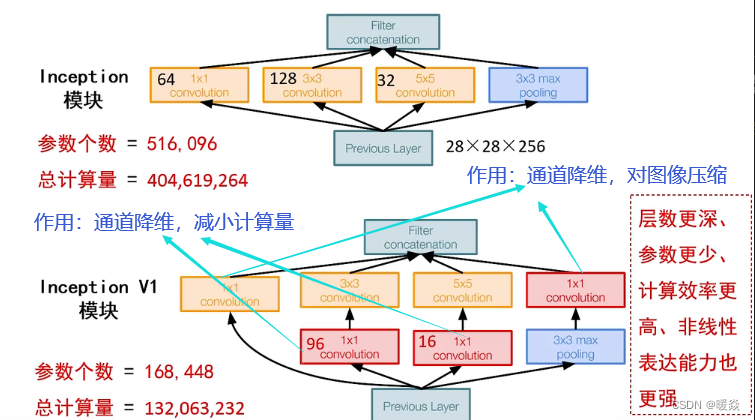 Filter
concatenation
Inception
模块
64 1x1
convolution
128 3x3
convolution
32 5x5
convolution
3x3 max
pooling
参数个数 = 516,096
Previous Layer
28×28×256
总计算量 = 404,619,264
作用：通道降维，对图像压缩
作用：通道降维，减小计算量
Filter
concatenation
层数更深、
参数更少、
计算效率更
高、非线性
表达能力也
更强
Inception V1
模块
1x1
convolution
3x3
convolution
5x5
convolution
1x1
convolution
96 1x1
convolution
16 1x1
convolution
3x3 max
pooling
参数个数 = 168,448
总计算量 = 132,063,232
Previous Layer
CSDN @暖焱